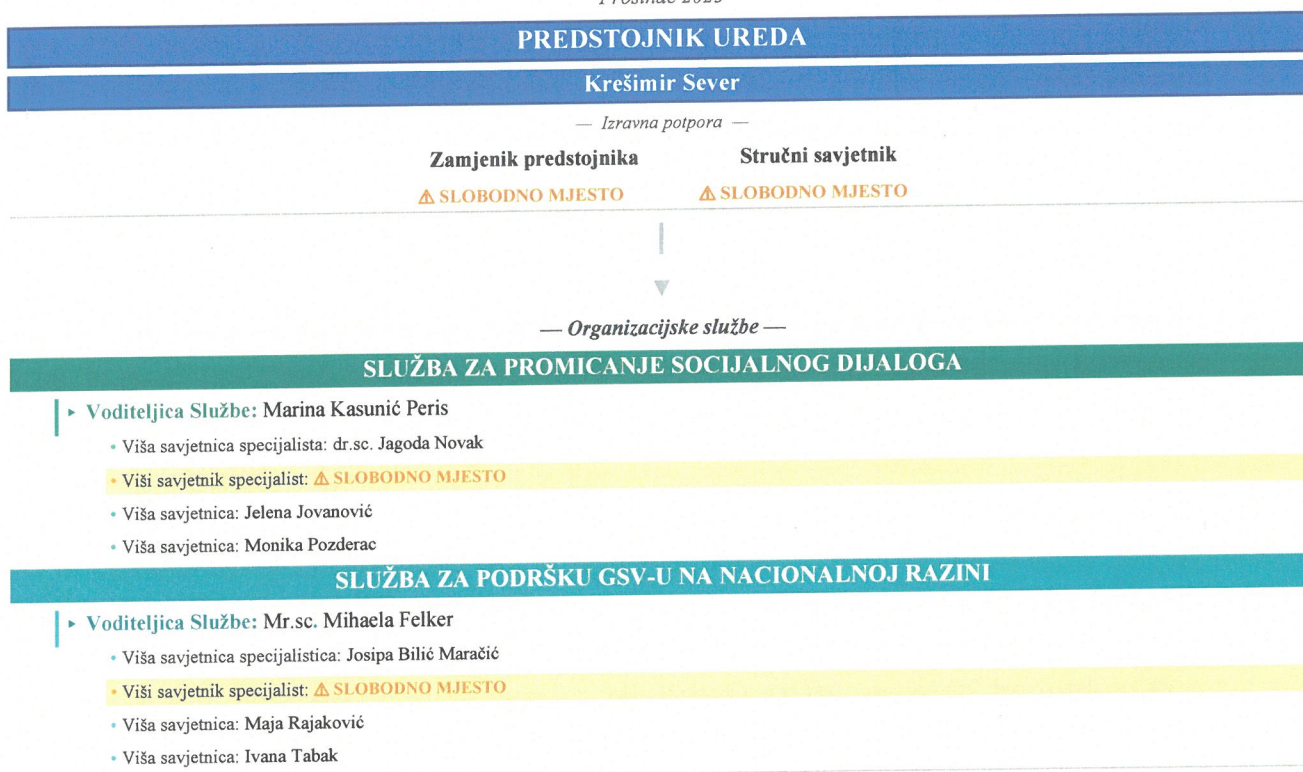 PREDSTOJNIK UREDA
Krešimir Sever
— Izravna potpora —
Zamjenik predstojnika Stručni savjetnik
⚠ SLOBODNO MJESTO ⚠ SLOBODNO MJESTO
— Organizacijske službe —
SLUŽBA ZA PROMICANJE SOCIJALNOG DIJALOGA
▸ Voditeljica Službe: Marina Kasunić Peris
• Viša savjetnica specijalista: dr.sc. Jagoda Novak
• Viši savjetnik specijalist: ⚠ SLOBODNO MJESTO
• Viša savjetnica: Jelena Jovanović
• Viša savjetnica: Monika Pozderac
SLUŽBA ZA PODRŠKU GSV-U NA NACIONALNOJ RAZINI
▸ Voditeljica Službe: Mr.sc. Mihaela Felker
• Viša savjetnica specijalistica: Josipa Bilić Maračić
• Viši savjetnik specijalist: ⚠ SLOBODNO MJESTO
• Viša savjetnica: Maja Rajaković
• Viša savjetnica: Ivana Tabak